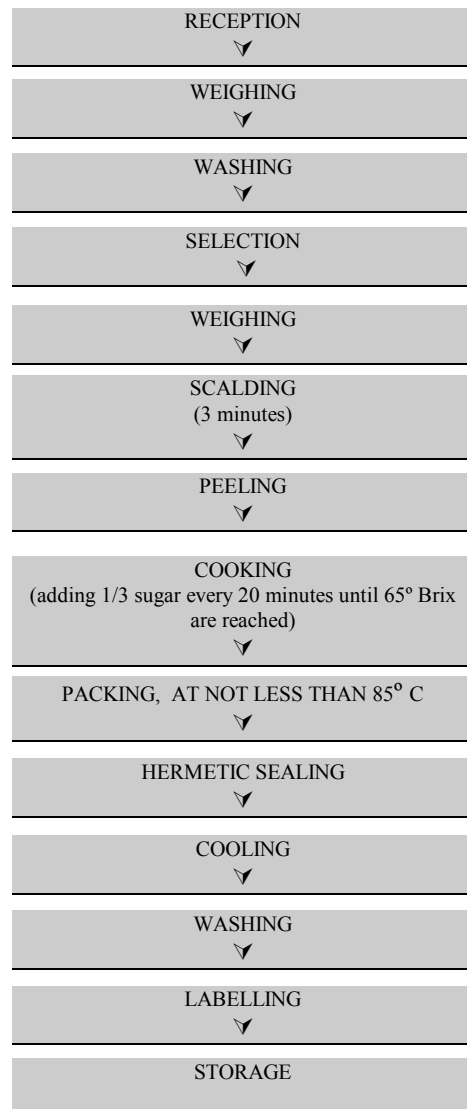 RECEPTION
WEIGHING
WASHING
SELECTION
WEIGHING
SCALDING
(3 minutes)
PEELING
COOKING
(adding 1/3 sugar every 20 minutes until 65º Brix
are reached)
PACKING, AT NOT LESS THAN 85º C
HERMETIC SEALING
COOLING
WASHING
LABELLING
STORAGE